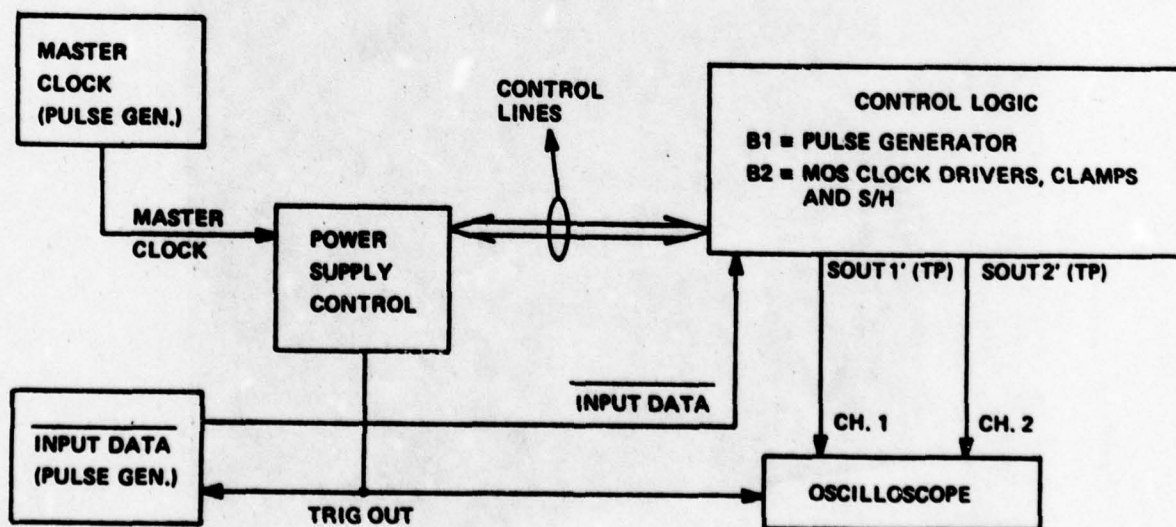 MASTER
CLOCK
(PULSE GEN.)
MASTER
CLOCK
POWER
SUPPLY
CONTROL
CONTROL
LINES
CONTROL LOGIC
B1 = PULSE GENERATOR
B2 = MOS CLOCK DRIVERS, CLAMPS
AND S/H
SOUT 1' (TP)
SOUT 2' (TP)
INPUT DATA
(PULSE GEN.)
INPUT DATA
TRIG OUT
CH. 1
CH. 2
OSCILLOSCOPE